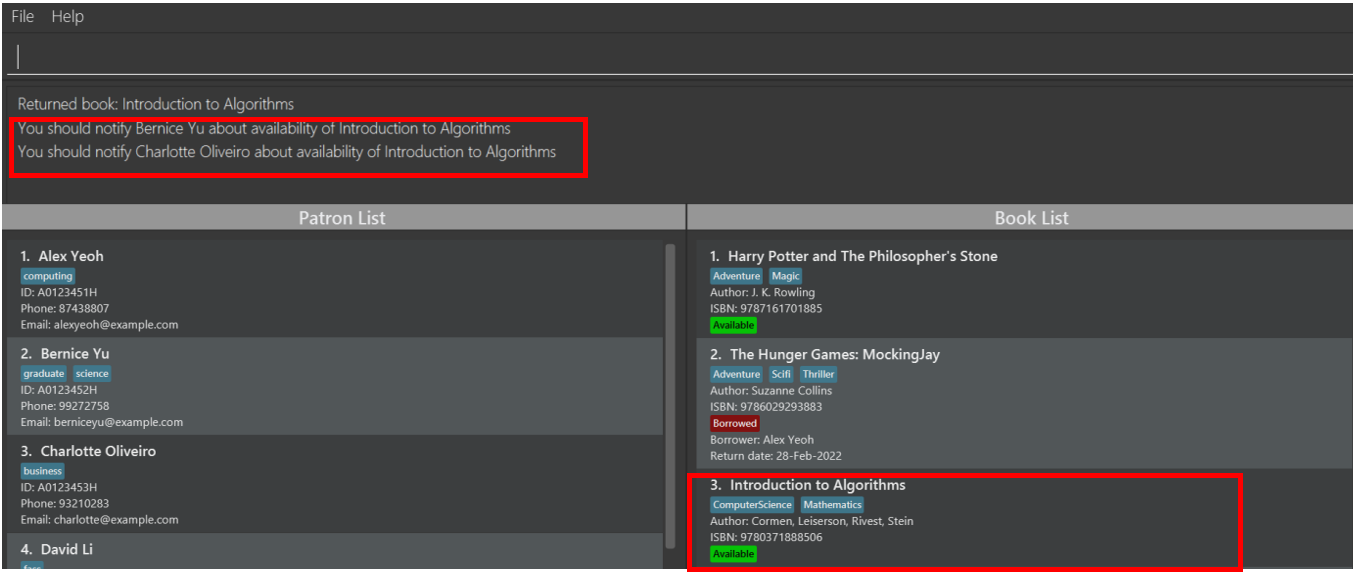 File Help
Returned book: Introduction to Algorithms
You should notify Bernice Yu about availability of Introduction to Algorithms
You should notify Charlotte Oliveiro about availability of Introduction to Algorithms
Patron List
1. Alex Yeoh
computing
ID: A0123451H
Phone: 87438807
Email: alexyeoh@example.com
2. Bernice Yu
graduate science
ID: A0123452H
Phone: 99272758
Email: berniceyu@example.com
3. Charlotte Oliveiro
business
ID: A0123453H
Phone: 93210283
Email: charlotte@example.com
4. David Li
Book List
1. Harry Potter and The Philosopher's Stone
Adventure Magic
Author: J. K. Rowling
ISBN: 9787161701885
Available
2. The Hunger Games: MockingJay
Adventure Scifi Thriller
Author: Suzanne Collins
ISBN: 9786029293883
Borrowed
Borrower: Alex Yeoh
Return date: 28-Feb-2022
3. Introduction to Algorithms
ComputerScience Mathematics
Author: Cormen, Leiserson, Rivest, Stein
ISBN: 9780371888506
Available